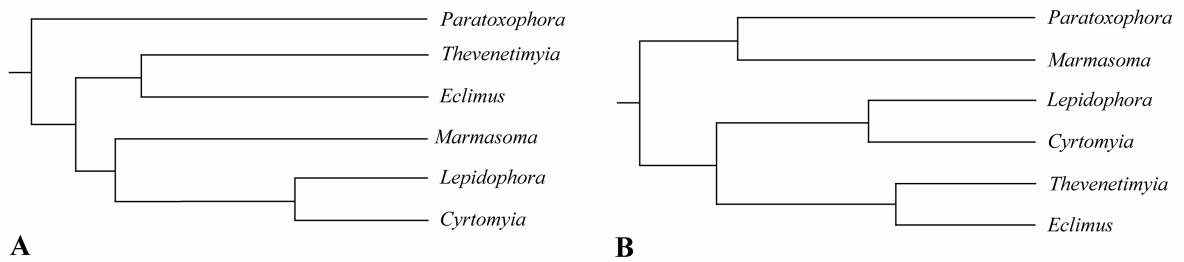 Paratoxophora
Thevenetimyia
Eclimus
Marmasoma
Lepidophora
Cyrtomyia
A
Paratoxophora
Marmasoma
Lepidophora
Cyrtomyia
Thevenetimyia
Eclimus
B